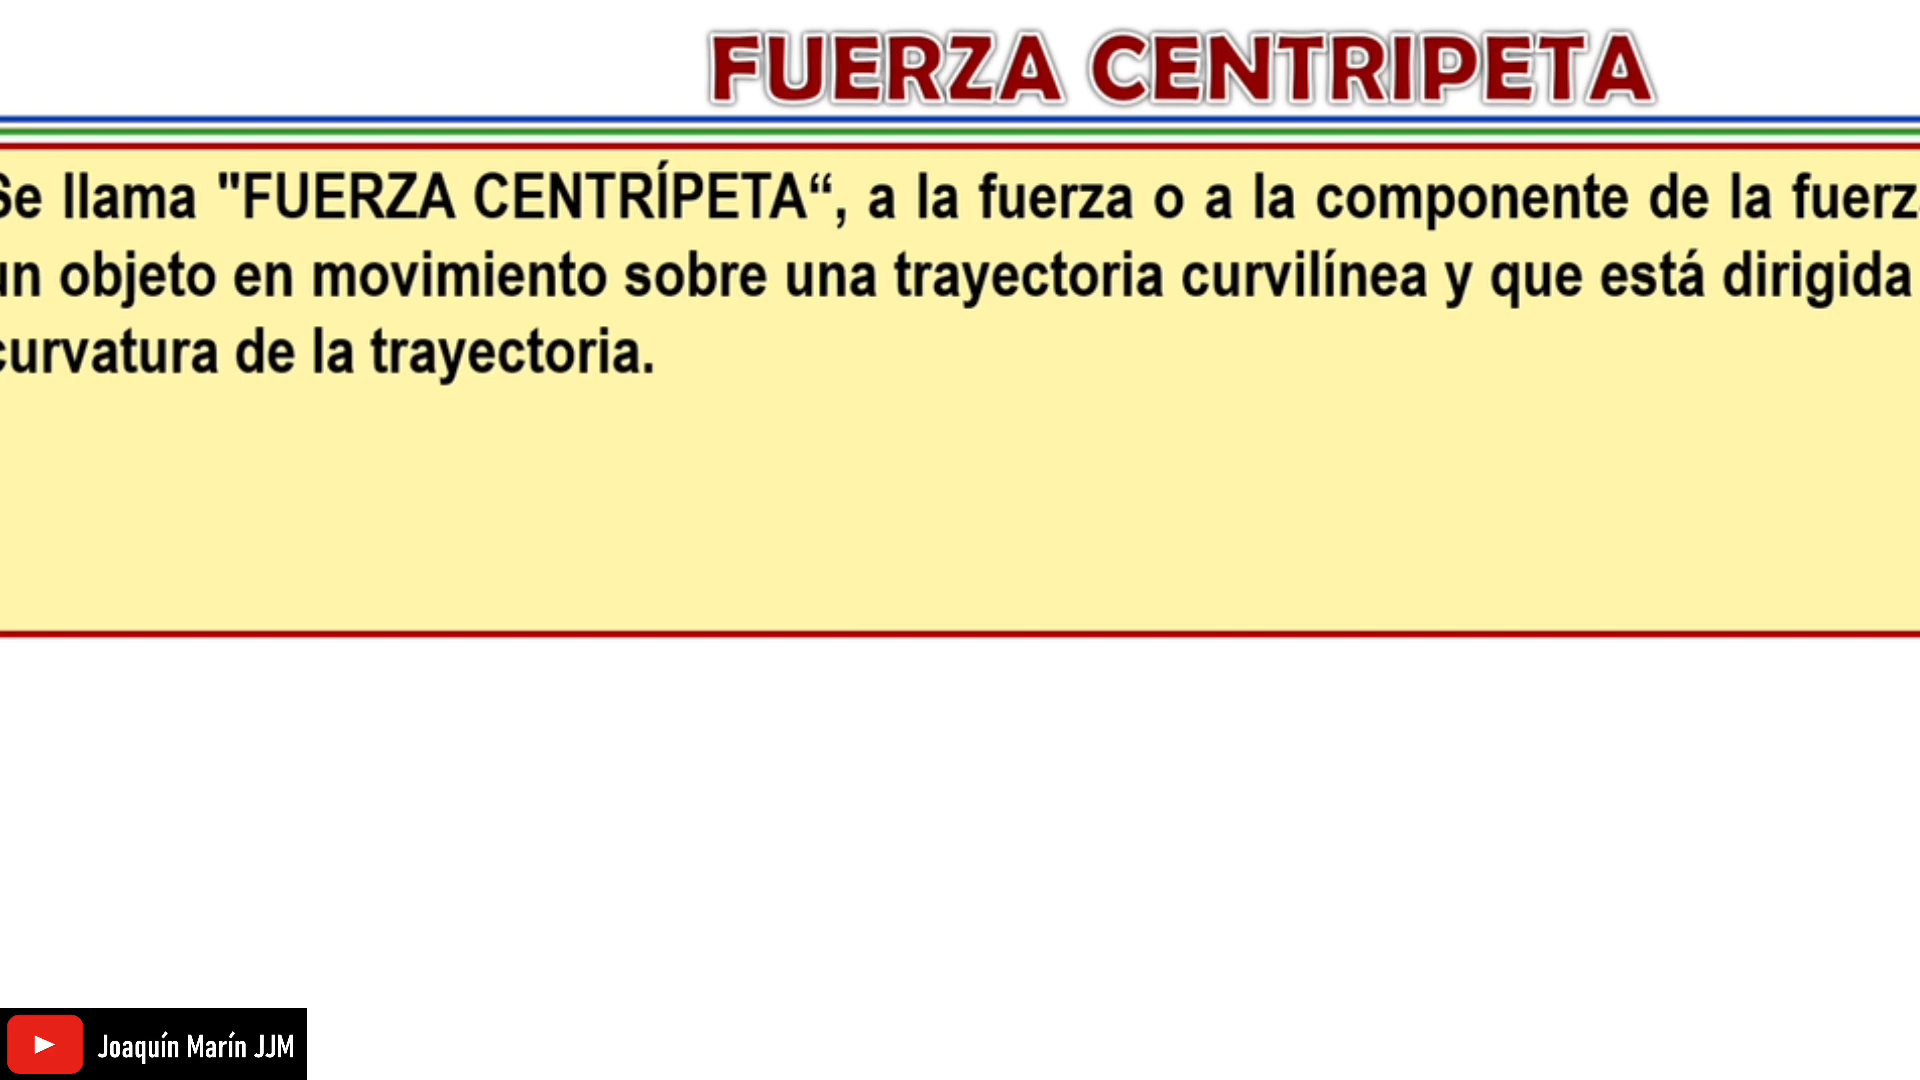 FUERZA CENTRIPETA
Se llama "FUERZA CENTRÍPETA“, a la fuerza o a la componente de la fuerz
un objeto en movimiento sobre una trayectoria curvilínea y que está dirigida
curvatura de la trayectoria.
Joaquín Marín JJM